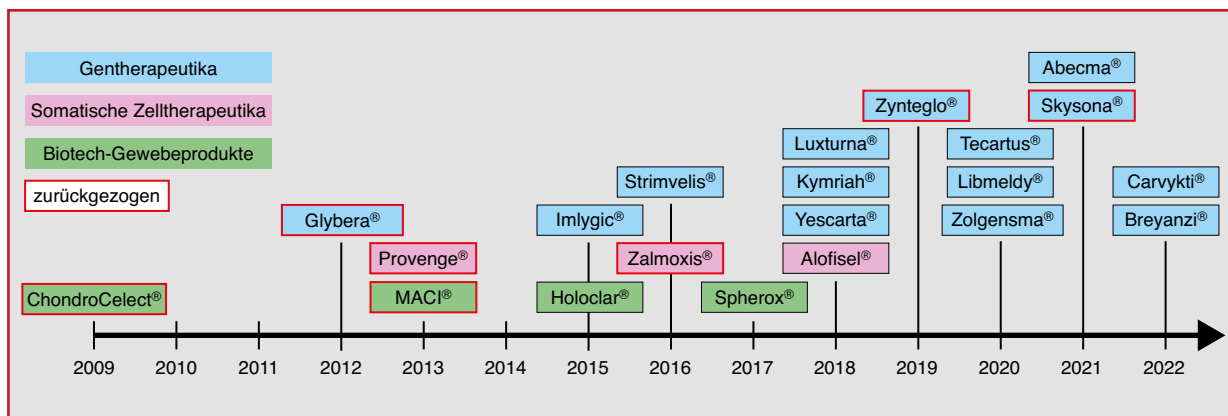 Gentherapeutika
Somatische Zelltherapeutika
Biotech-Gewebeprodukte
zurückgezogen
ChondroCelect®
Glybera®
Provenge®
MACI®
Imlygic®
Holoclar®
Strimvelis®
Zalmoxis®
Spherox®
Luxturna®
Kymriah®
Yescarta®
Alofisel®
Zynteglo®
Tecartus®
Libmeldy®
Zolgensma®
Abecma®
Skysona®
Carvykti®
Breyanzi®
2009 2010 2011 2012 2013 2014 2015 2016 2017 2018 2019 2020 2021 2022